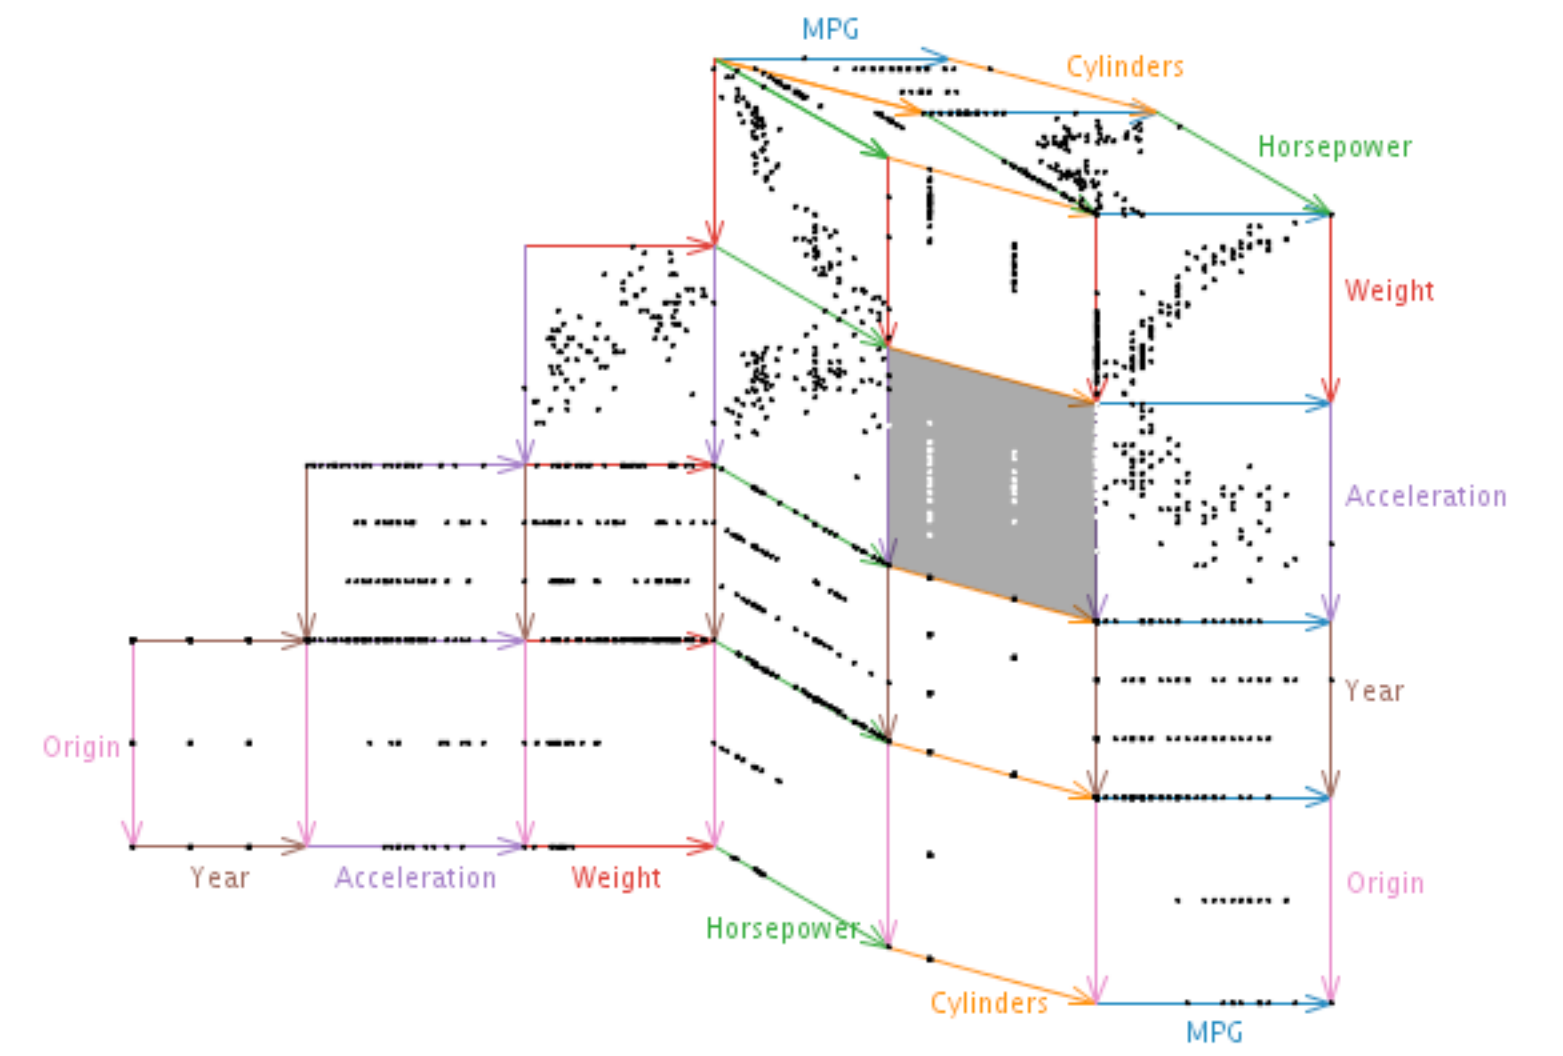 MPG
Cylinders
Horsepower
Weight
Acceleration
Year
Origin
Origin
Year
Acceleration
Weight
Horsepower
Cylinders
MPG